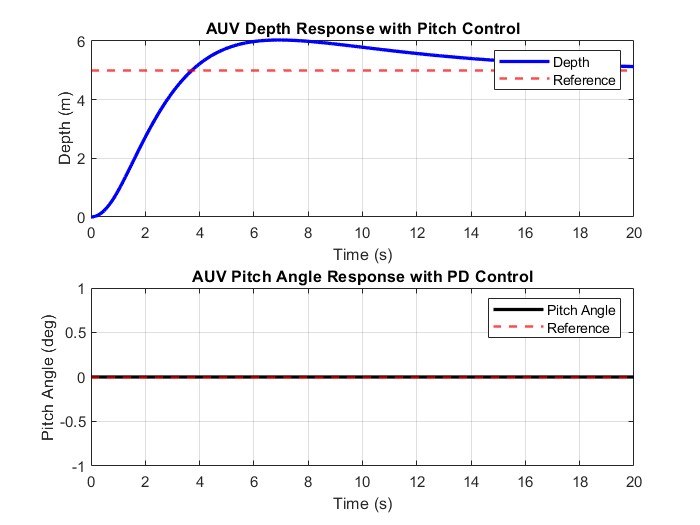 AUV Depth Response with Pitch Control
Depth (m)
6
4
2
0
Depth
Reference
0 2 4 6 8 10 12 14 16 18 20
Time (s)
AUV Pitch Angle Response with PD Control
Pitch Angle (deg)
1
0.5
0
-0.5
-1
Pitch Angle
Reference
0 2 4 6 8 10 12 14 16 18 20
Time (s)